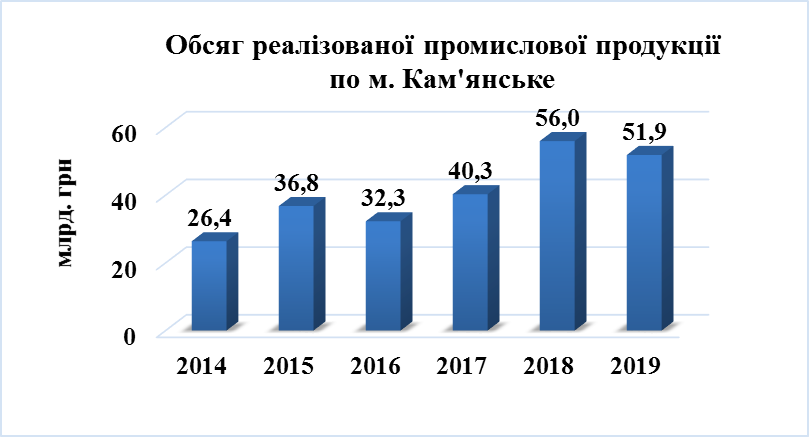 Обсяг реалізованої промислової продукції
по м. Кам'янське
млрд. грн
60
40
20
0
26,4
36,8
32,3
40,3
56,0
51,9
2014 2015 2016 2017 2018 2019